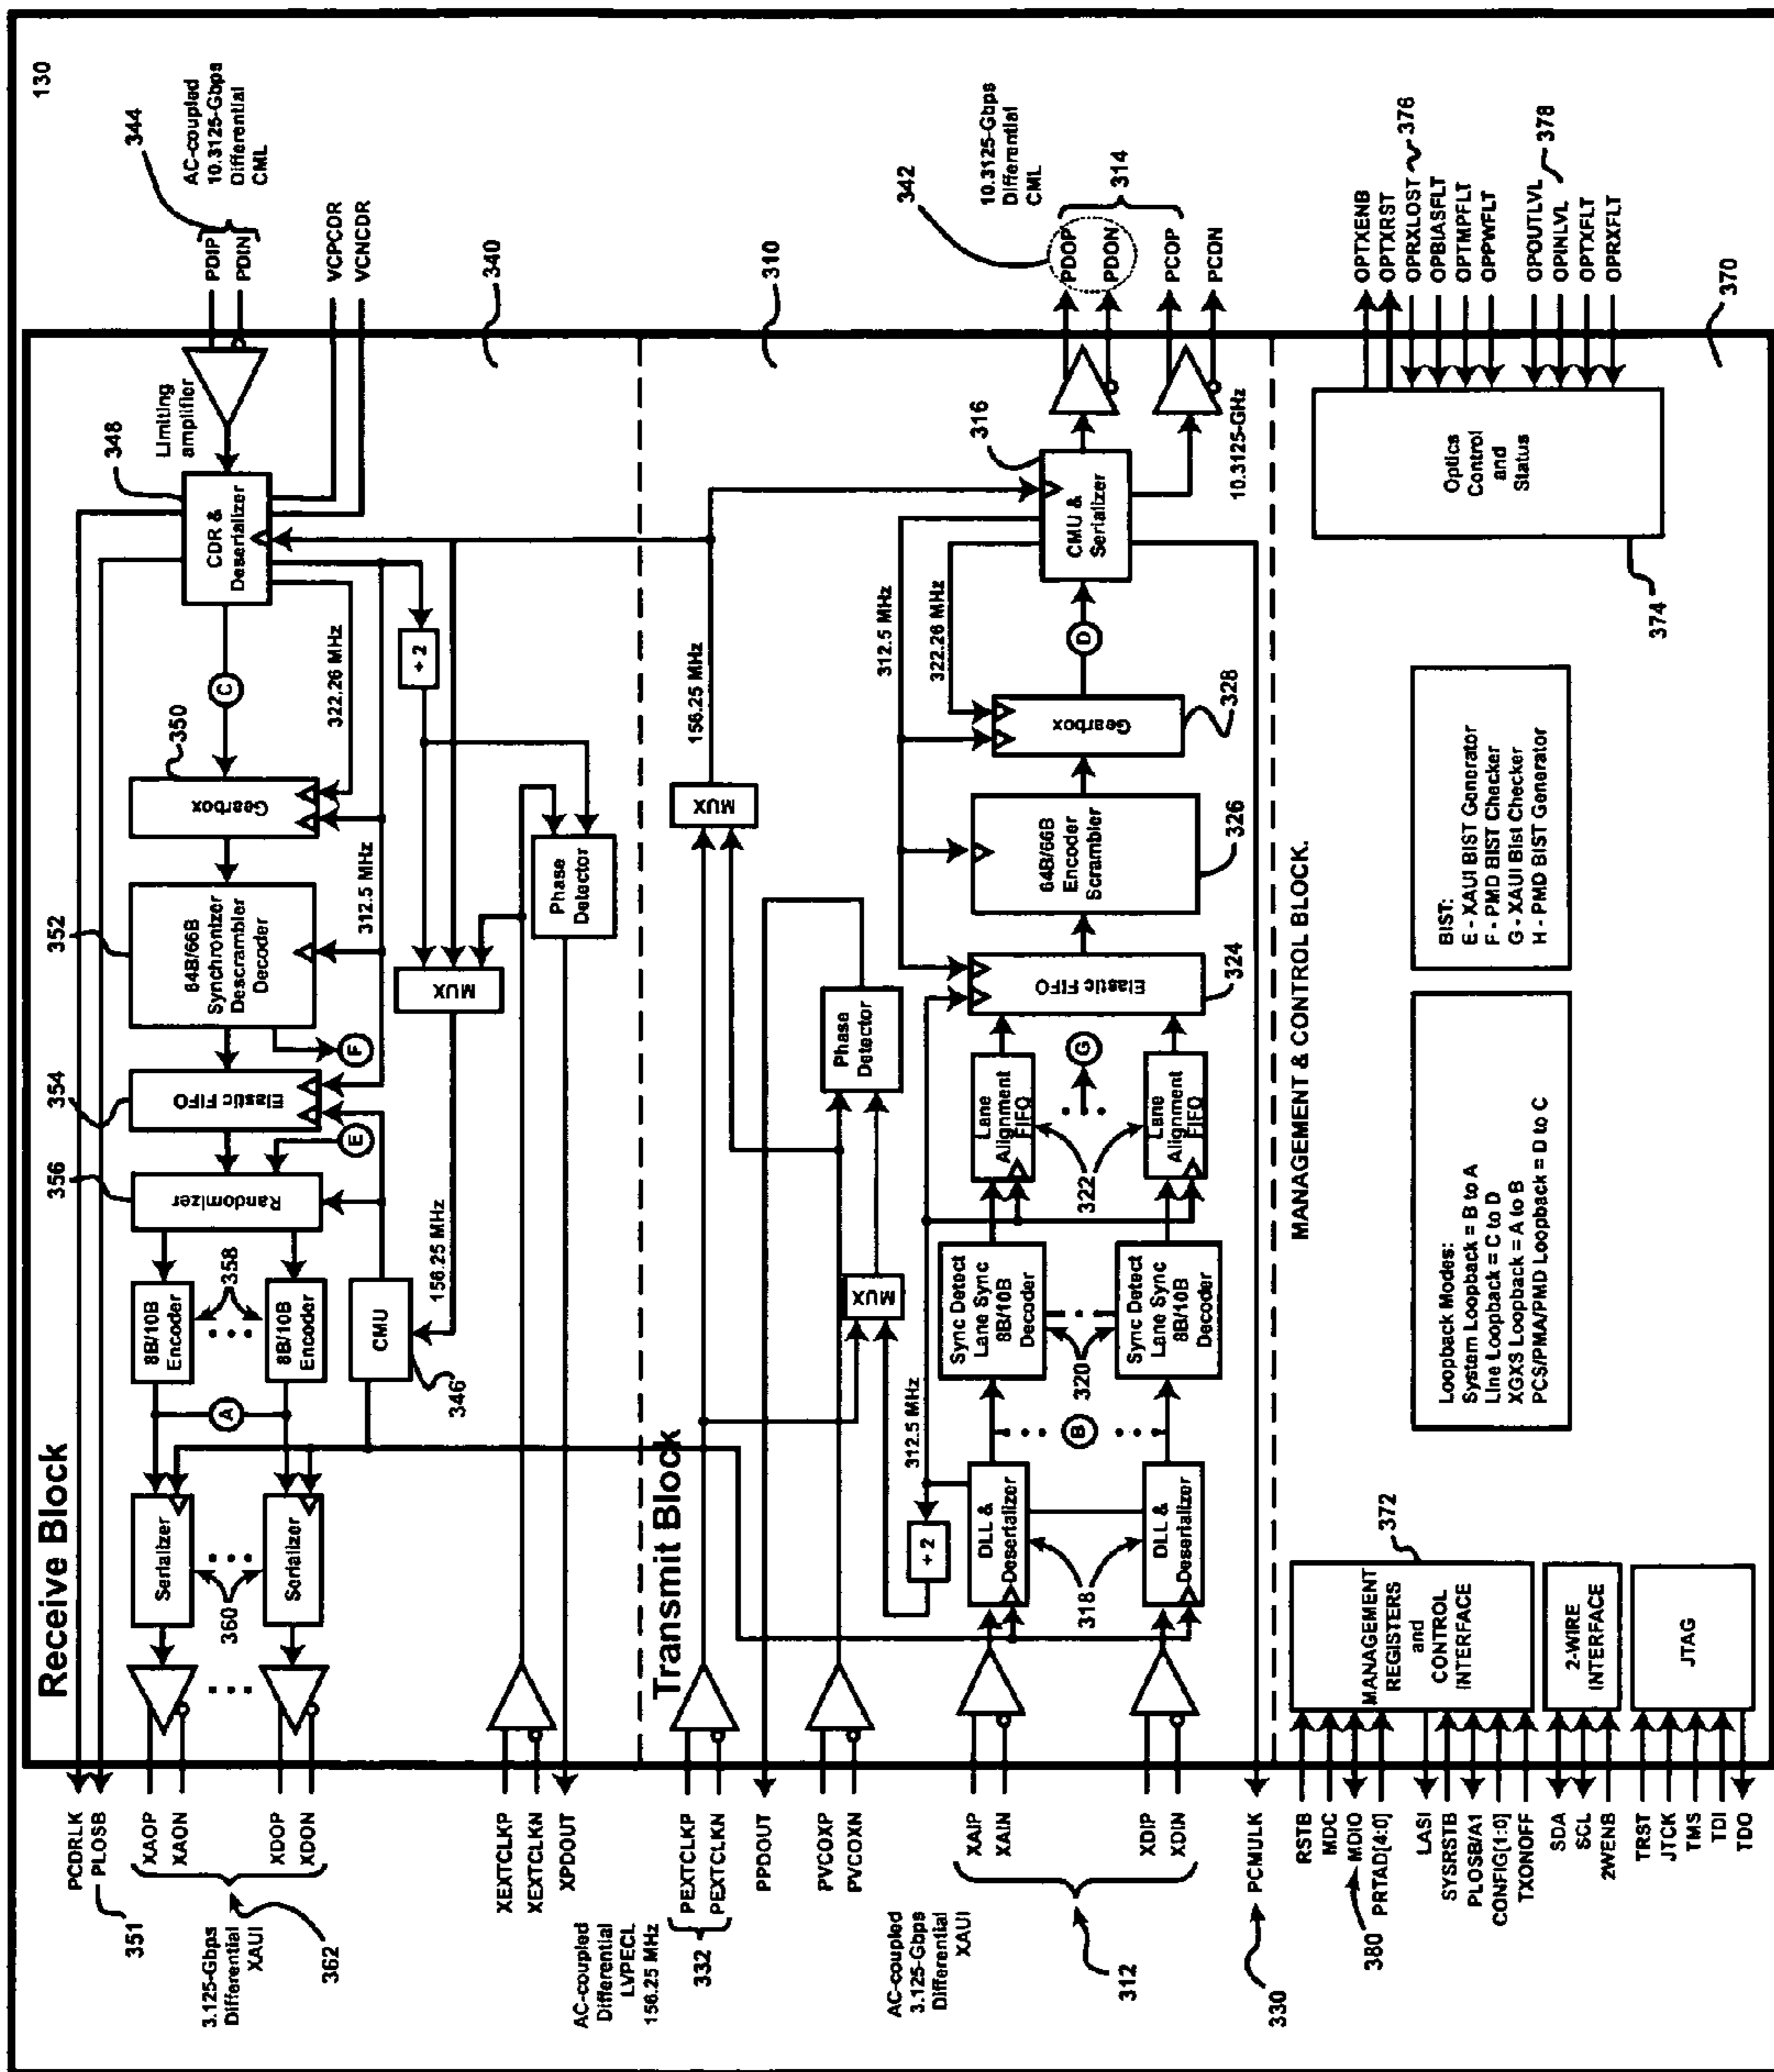 130
Receive Block
344
AC-coupled
10.3125-Gbps
Differential
CML
PDIP
PDIN
VCPCDR
VCNCDR
Limiting
amplifier
348
CDR &
Deserializer
C
322.26 MHz
350
Gearbox
352
64B/66B
Synchronizer
Descrambler
Decoder
312.5 MHz
F
354
Elastic FIFO
E
356
Randomizer
358
8B/10B
Encoder
8B/10B
Encoder
A
CMU
346
156.25 MHz
MUX
÷ 2
Phase
Detector
Serializer
Serializer
360
340
PCDRLK
PLOSB
351
XAOP
XAON
XDOP
XDON
3.125-Gbps
Differential
XAUI
362
XEXTCLKP
XEXTCLKN
XPDOUT
Transmit Block
310
AC-coupled
Differential
LVPECL
156.25 MHz
PEXTCLKP
PEXTCLKN
332
PPDOUT
PVCOXP
PVCOXN
MUX
156.25 MHz
Phase
Detector
MUX
÷ 2
312.5 MHz
AC-coupled
3.125-Gbps
Differential
XAUI
312
XAIP
XAIN
XDIP
XDIN
DLL &
Deserializer
DLL &
Deserializer
318
B
Sync Detect
Lane Sync
8B/10B
Decoder
Sync Detect
Lane Sync
8B/10B
Decoder
320
Lane
Alignment
FIFO
Lane
Alignment
FIFO
322
G
Elastic FIFO
324
64B/66B
Encoder
Scrambler
326
Gearbox
328
312.5 MHz
322.26 MHz
D
CMU &
Serializer
316
10.3125-GHz
342
10.3125-Gbps
Differential
CML
PDOP
PDON
314
PCOP
PCON
330
PCMULK
MANAGEMENT & CONTROL BLOCK.
370
RSTB
MDC
MDIO
380
PRTAD[4:0]
LASI
SYSRSTB
PLOSB/A1
CONFIG[1:0]
TXONOFF
SDA
SCL
2WENB
TRST
JTCK
TMS
TDI
TDO
MANAGEMENT
REGISTERS
and
CONTROL
INTERFACE
372
2-WIRE
INTERFACE
JTAG
Loopback Modes:
System Loopback = B to A
Line Loopback = C to D
XGXS Loopback = A to B
PCS/PMA/PMD Loopback = D to C
BIST:
E - XAUI BIST Generator
F - PMD BIST Checker
G - XAUI Bist Checker
H - PMD BIST Generator
Optics
Control
and
Status
374
OPTXENB
OPTXRST
OPRXLOST
376
OPBIASFLT
OPTMPFLT
OPPWFLT
OPOUTLVL
OPINLVL
378
OPTXFLT
OPRXFLT